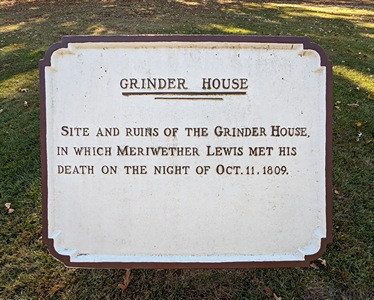 GRINDER HOUSE
SITE AND RUINS OF THE GRINDER HOUSE,
IN WHICH MERIWETHER LEWIS MET HIS
DEATH ON THE NIGHT OF OCT. 11. 1809.